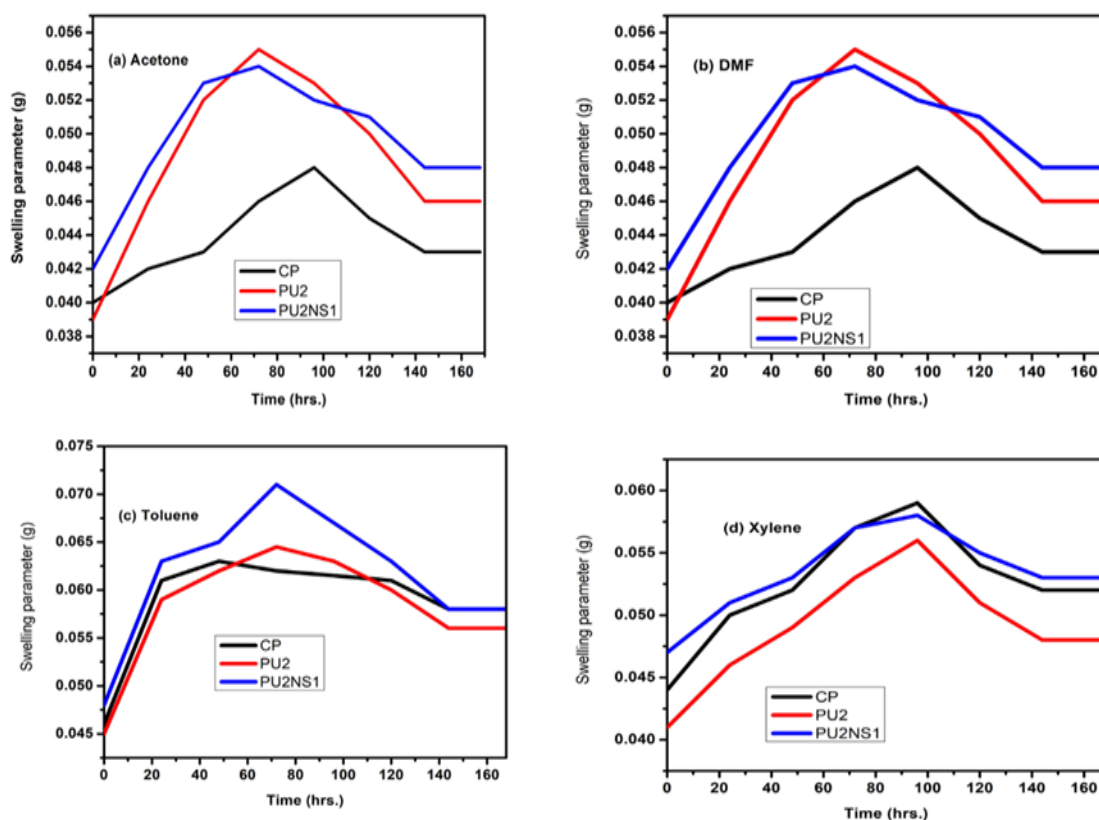 (a) Acetone
Swelling parameter (g)
0.056
0.054
0.052
0.050
0.048
0.046
0.044
0.042
0.040
0.038
CP
PU2
PU2NS1
0 20 40 60 80 100 120 140 160
Time (hrs.)
(b) DMF
Swelling parameter (g)
0.056
0.054
0.052
0.050
0.048
0.046
0.044
0.042
0.040
0.038
CP
PU2
PU2NS1
0 20 40 60 80 100 120 140 160
Time (hrs.)
(c) Toluene
Swelling parameter (g)
0.075
0.070
0.065
0.060
0.055
0.050
0.045
CP
PU2
PU2NS1
0 20 40 60 80 100 120 140 160
Time (hrs.)
(d) Xylene
Swelling parameter (g)
0.060
0.055
0.050
0.045
0.040
CP
PU2
PU2NS1
0 20 40 60 80 100 120 140 160
Time (hrs.)